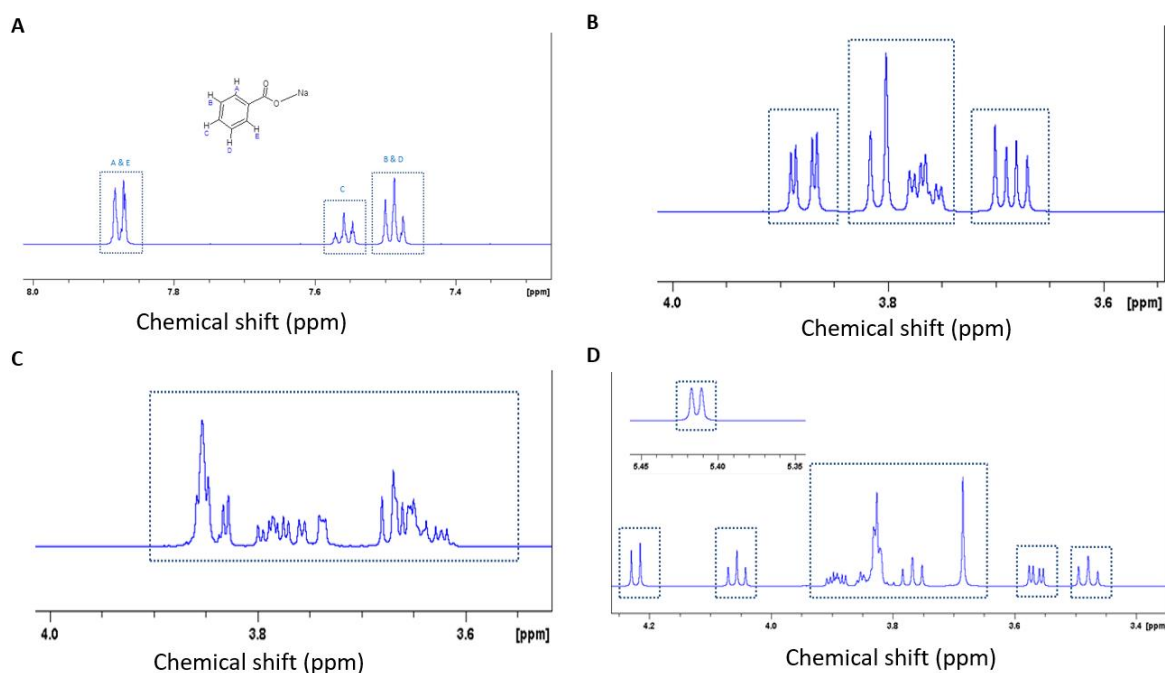 A
H
A
O
O
Na
H
B
H
C
H
D
H
E
A & E
C
B & D
8.0 7.8 7.6 7.4 [ppm]
Chemical shift (ppm)
B
4.0 3.8 3.6 [ppm]
Chemical shift (ppm)
C
4.0 3.8 3.6 [ppm]
Chemical shift (ppm)
D
5.45 5.40 5.35
4.2 4.0 3.8 3.6 3.4 [ppm]
Chemical shift (ppm)